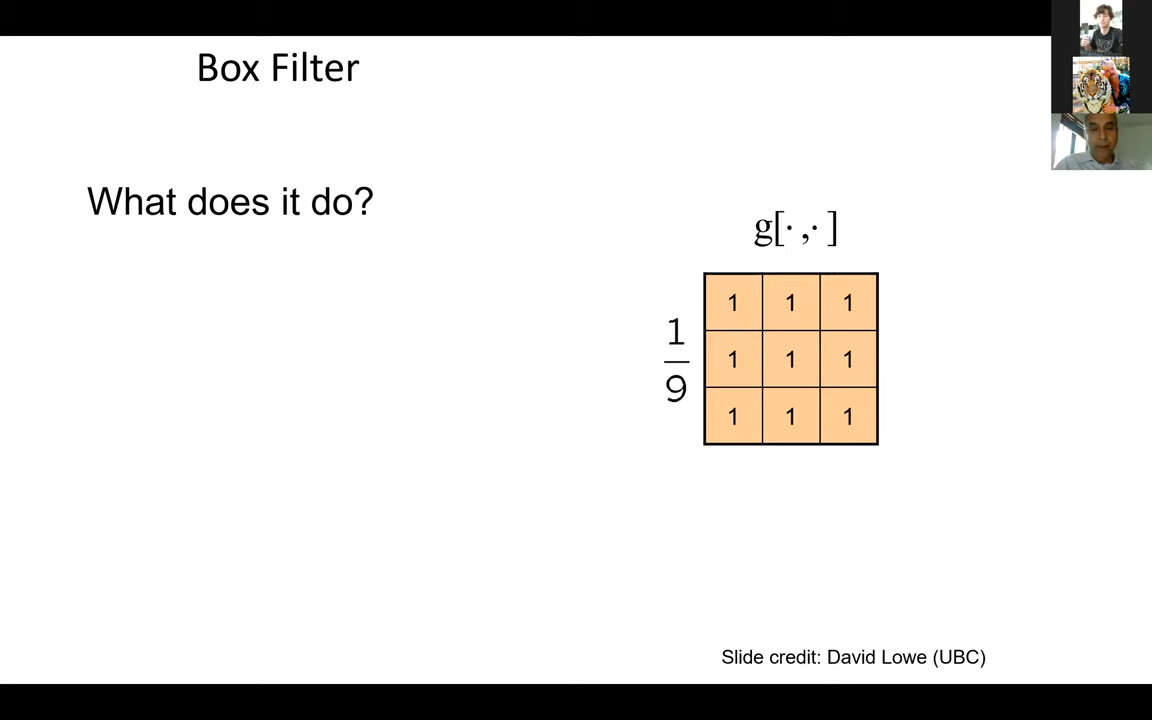 Box Filter
What does it do?
g[· ,· ]
1
9
1 1 1
1 1 1
1 1 1
Slide credit: David Lowe (UBC)